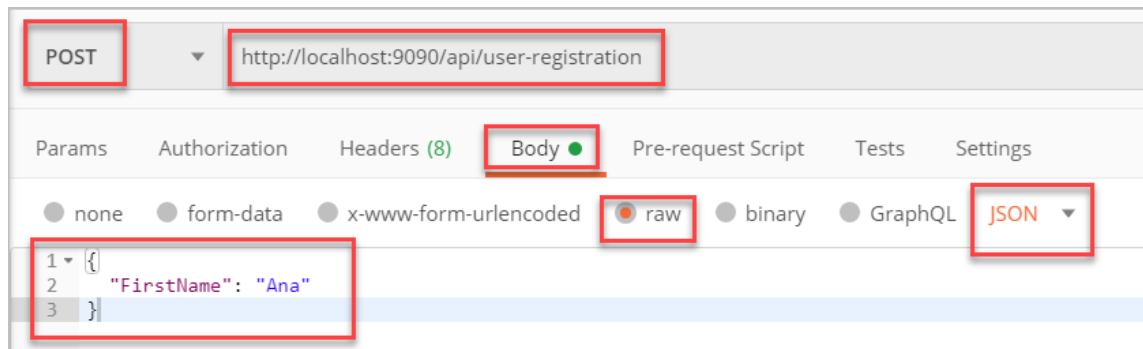 POST http://localhost:9090/api/user-registration
Params Authorization Headers (8) Body Pre-request Script Tests Settings
none form-data x-www-form-urlencoded raw binary GraphQL JSON
1 {
2 "FirstName": "Ana"
3 }